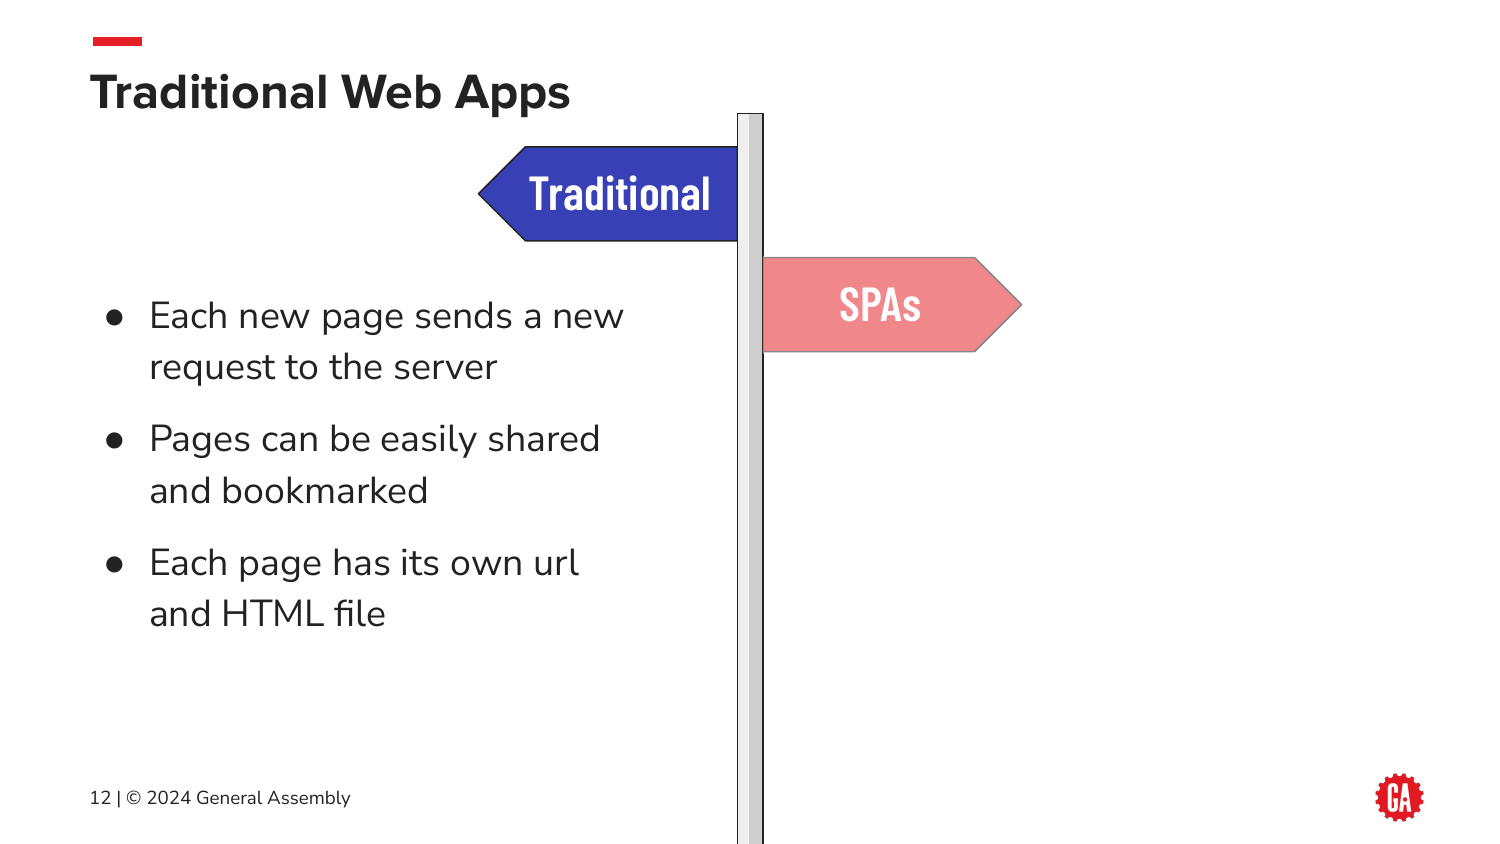 Traditional Web Apps
Traditional
SPAs
● Each new page sends a new
request to the server
● Pages can be easily shared
and bookmarked
● Each page has its own url
and HTML file
12 | © 2024 General Assembly
GA